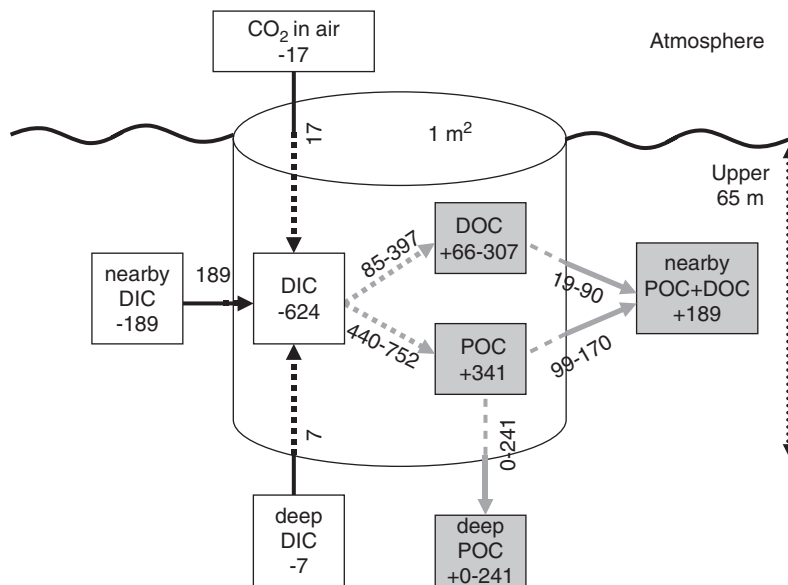 CO₂ in air
-17
Atmosphere
17
1 m²
Upper
65 m
DOC
+66-307
85-397
nearby
DIC
-189
189
DIC
-624
19-90
nearby
POC+DOC
+189
440-752
POC
+341
99-170
7
0-241
deep
DIC
-7
deep
POC
+0-241